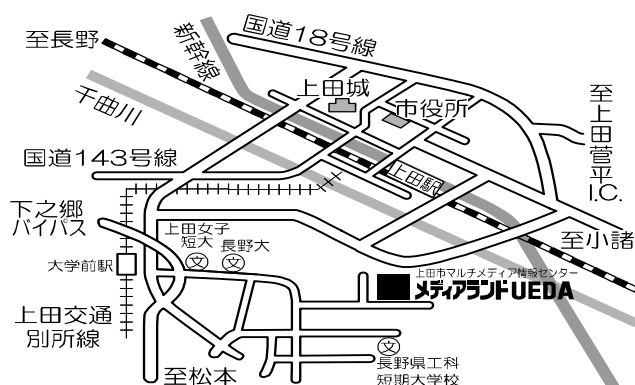 国道18号線
至長野
新幹線
上田城
千曲川
市役所
至上田菅平I.C.
国道143号線
上田駅
下之郷
バイパス
上田女子
短大
長野大
至小諸
大学前駅
文
文
上田市マルチメディア情報センター
メディアランドUEDA
上田交通
別所線
文
長野県工科
短期大学校
至松本